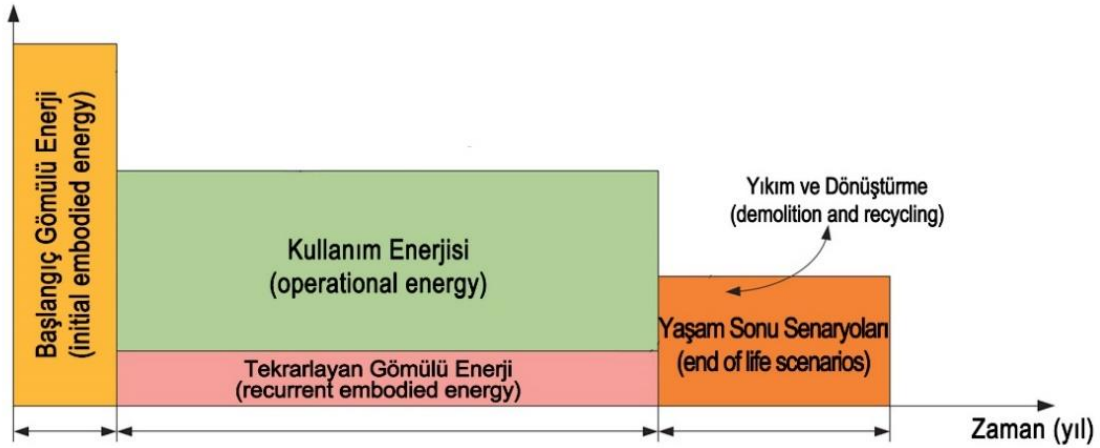 Başlangıç Gömülü Enerji
(initial embodied energy)
Kullanım Enerjisi
(operational energy)
Tekrarlayan Gömülü Enerji
(recurrent embodied energy)
Yıkım ve Dönüştürme
(demolition and recycling)
Yaşam Sonu Senaryoları
(end of life scenarios)
Zaman (yıl)